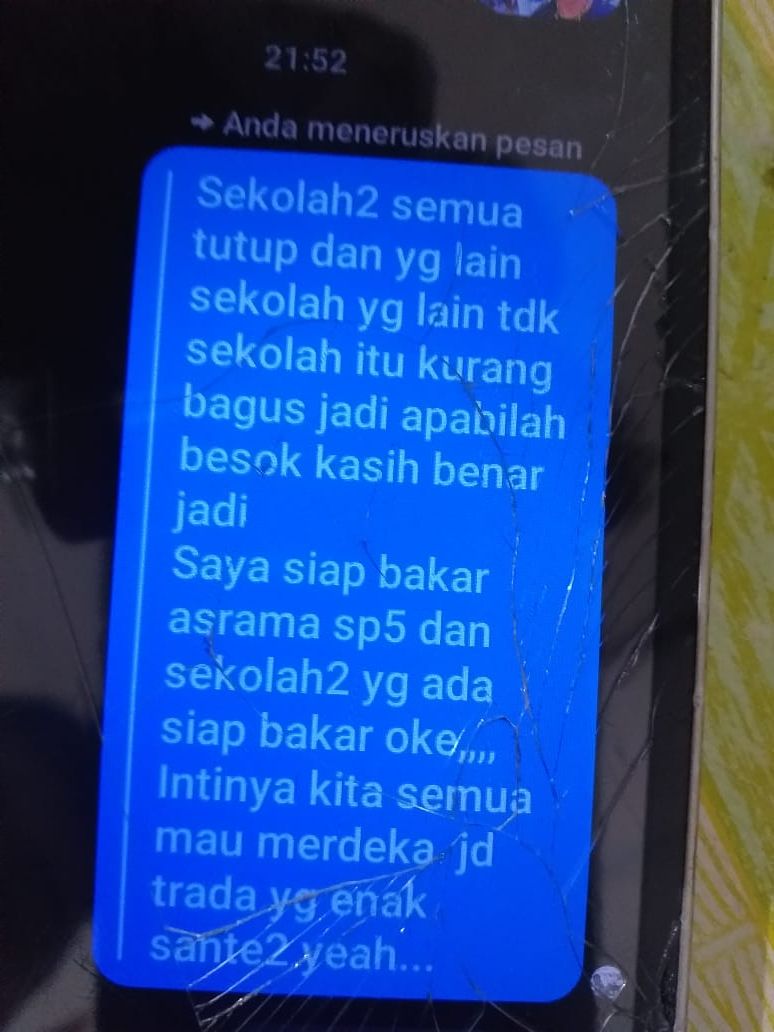 21:52
Anda meneruskan pesan
Sekolah2 semua
tutup dan yg lain
sekolah yg lain tdk
sekolah itu kurang
bagus jadi apabilah
besok kasih benar
jadi
Saya siap bakar
asrama sp5 dan
sekolah2 yg ada
siap bakar oke,,,,
Intinya kita semua
mau merdeka, jd
trada yg enak
sante2.yeah...